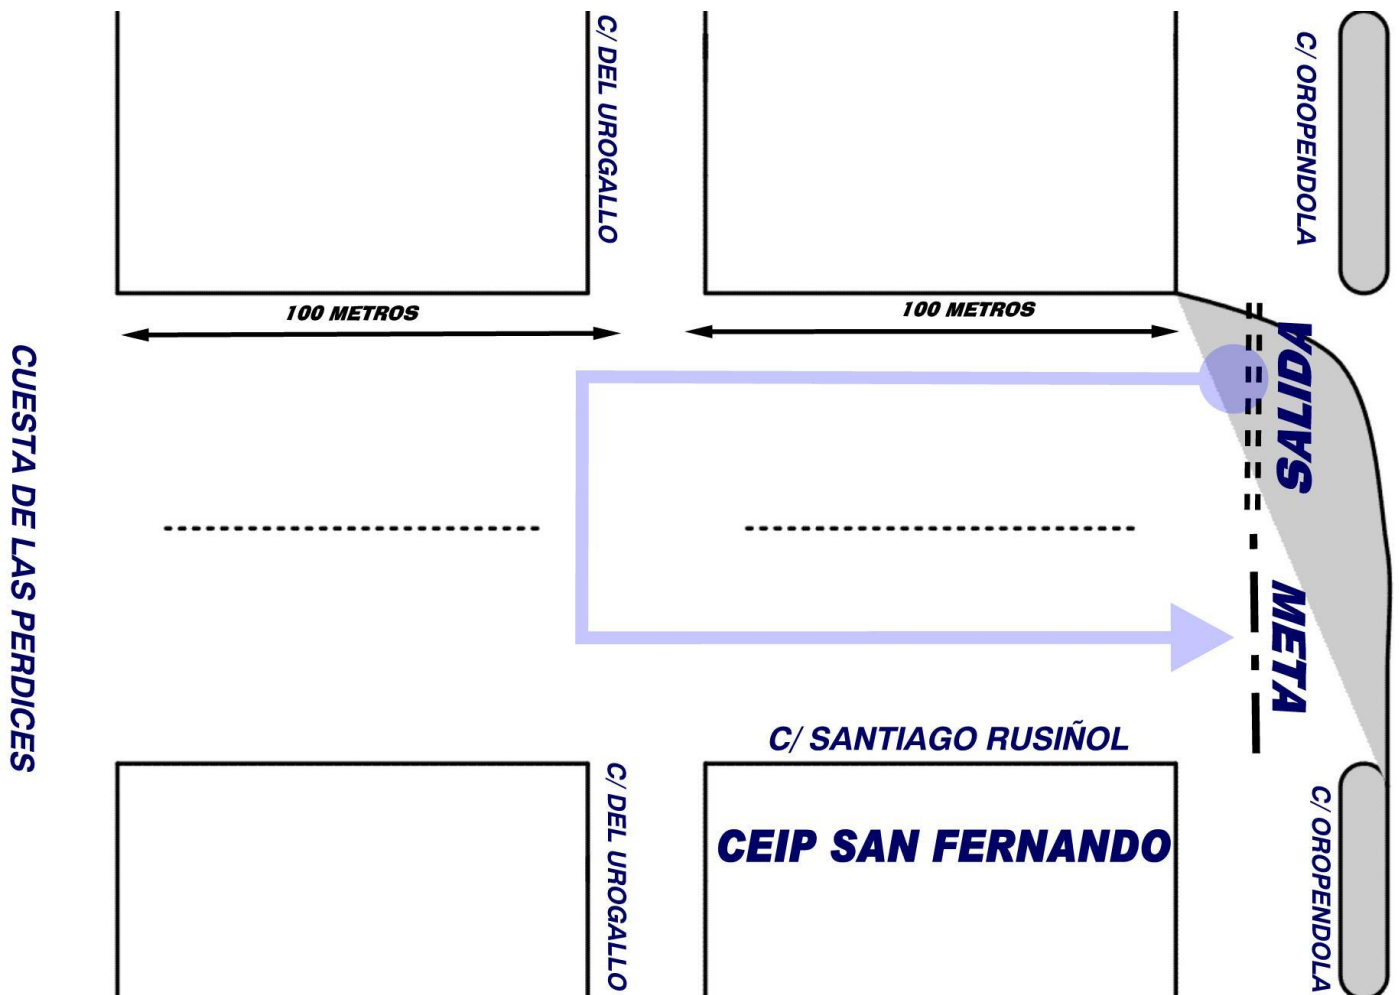 C/ DEL UROGALLO
C/ OROPENDOLA
100 METROS
100 METROS
SALIDA
CUESTA DE LAS PERDICES
META
C/ SANTIAGO RUSIÑOL
C/ DEL UROGALLO
CEIP SAN FERNANDO
C/ OROPENDOLA